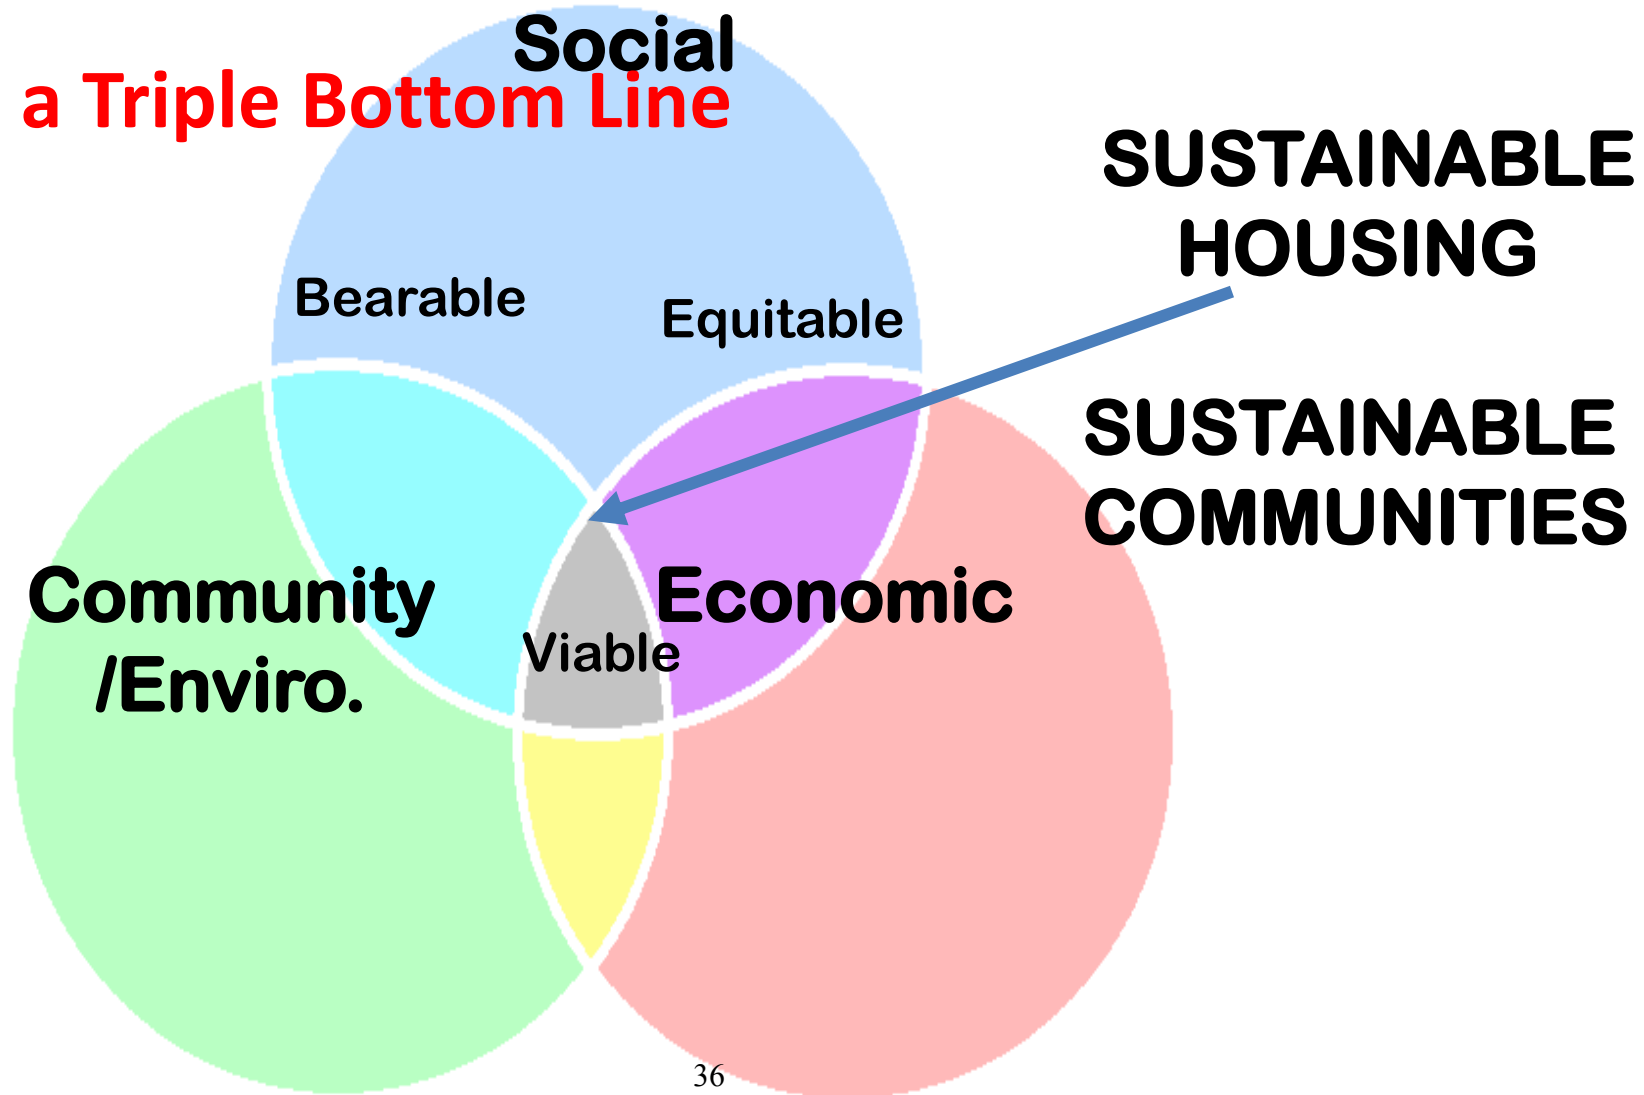 Social
a Triple Bottom Line
SUSTAINABLE
HOUSING
Bearable
Equitable
SUSTAINABLE
COMMUNITIES
Community
/Enviro.
Economic
Viable
36